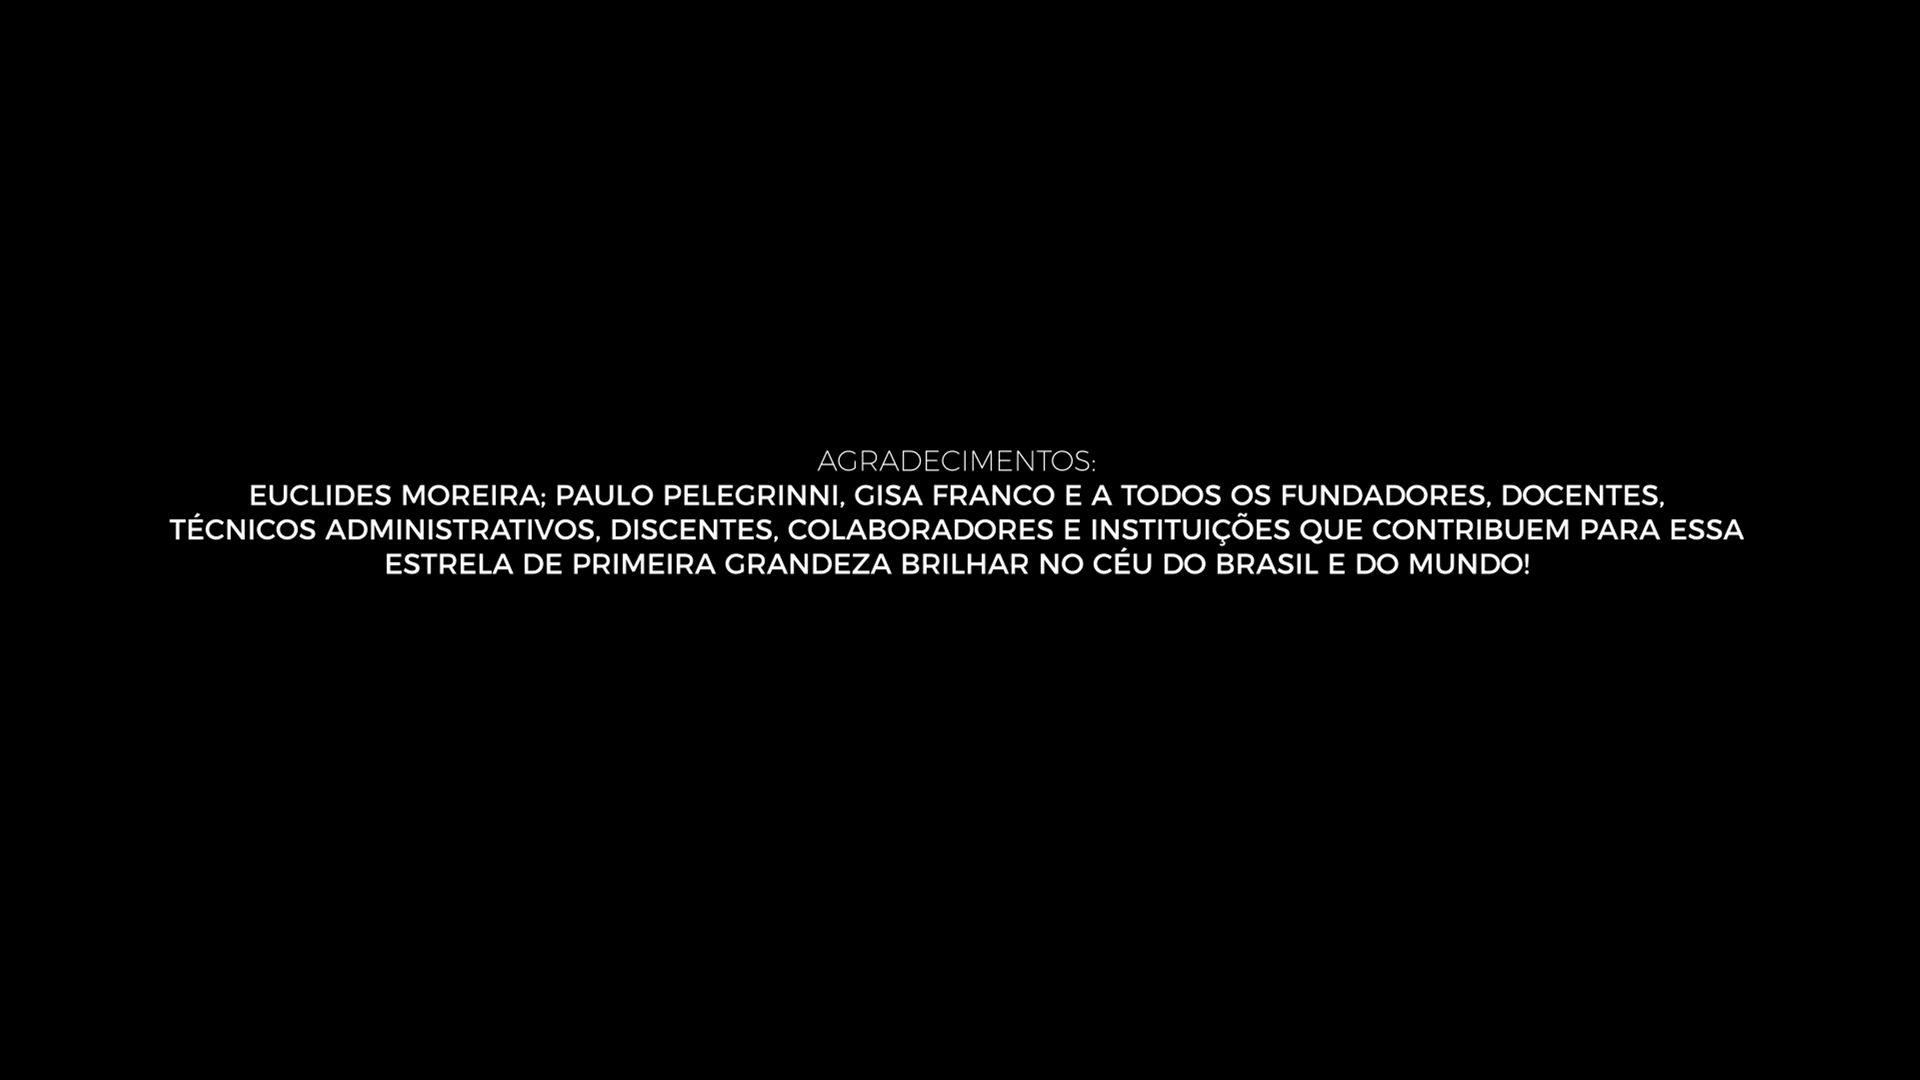 AGRADECIMENTOS:
EUCLIDES MOREIRA; PAULO PELEGRINNI, GISA FRANCO E A TODOS OS FUNDADORES, DOCENTES,
TÉCNICOS ADMINISTRATIVOS, DISCENTES, COLABORADORES E INSTITUIÇÕES QUE CONTRIBUEM PARA ESSA
ESTRELA DE PRIMEIRA GRANDEZA BRILHAR NO CÉU DO BRASIL E DO MUNDO!